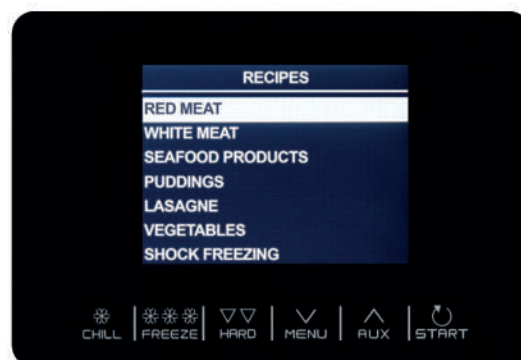 RECIPES
RED MEAT
WHITE MEAT
SEAFOOD PRODUCTS
PUDDINGS
LASAGNE
VEGETABLES
SHOCK FREEZING
CHILL FREEZE HARD MENU AUX START